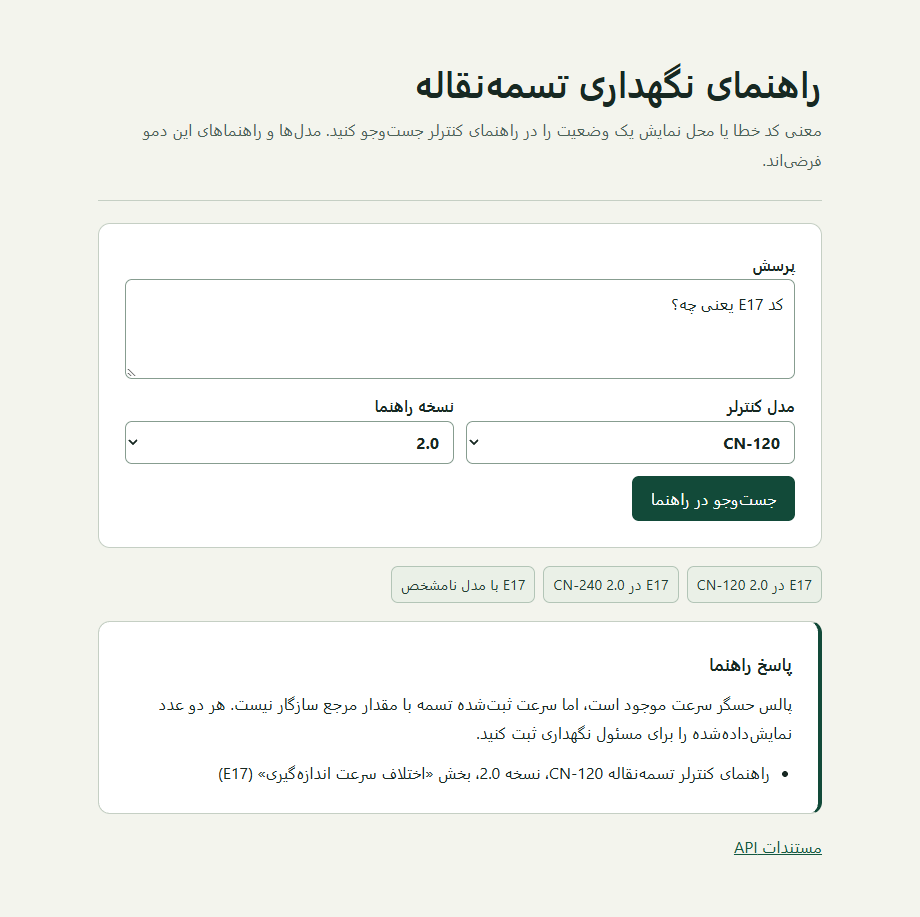 راهنمای نگهداری تسمه‌نقاله
معنی کد خطا یا محل نمایش یک وضعیت را در راهنمای کنترلر جست‌وجو کنید. مدل‌ها و راهنماهای این دمو
فرضی‌اند.
پرسش
کد E17 یعنی چه؟
مدل کنترلر
نسخه راهنما
CN-120
2.0
جست‌وجو در راهنما
E17 در CN-120 2.0
E17 در CN-240 2.0
E17 با مدل نامشخص
پاسخ راهنما
پالس حسگر سرعت موجود است، اما سرعت ثبت‌شده تسمه با مقدار مرجع سازگار نیست. هر دو عدد
نمایش‌داده‌شده را برای مسئول نگهداری ثبت کنید.
• راهنمای کنترلر تسمه‌نقاله CN-120، نسخه 2.0، بخش «اختلاف سرعت اندازه‌گیری» (E17)
مستندات API